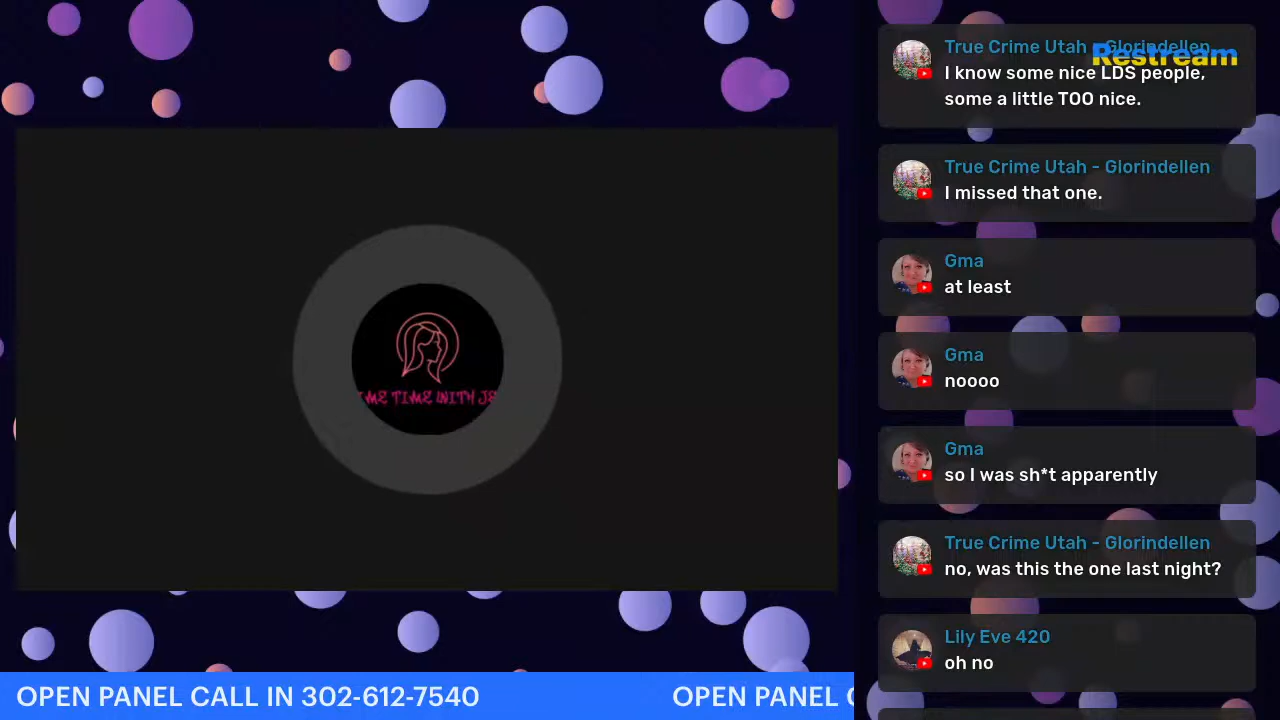 True Crime Utah - Glorindellen
Restream
I know some nice LDS people,
some a little TOO nice.
True Crime Utah - Glorindellen
I missed that one.
Gma
at least
Gma
noooo
Gma
so I was sh*t apparently
True Crime Utah - Glorindellen
no, was this the one last night?
Lily Eve 420
oh no
TIME
OPEN PANEL CALL IN 302-612-7540
OPEN PANEL